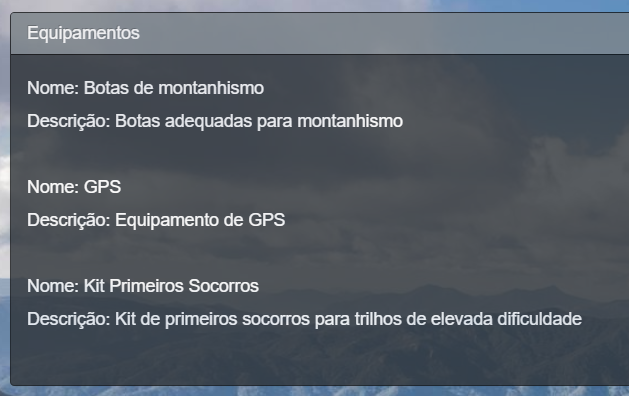 Equipamentos
Nome: Botas de montanhismo
Descrição: Botas adequadas para montanhismo
Nome: GPS
Descrição: Equipamento de GPS
Nome: Kit Primeiros Socorros
Descrição: Kit de primeiros socorros para trilhos de elevada dificuldade